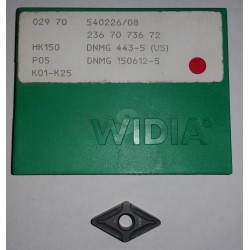 029 70 540226/08
236 70 736 72
HK150 DNMG 443-5 (US)
P05 DNMG 150612-5
K01-K25
WIDIA